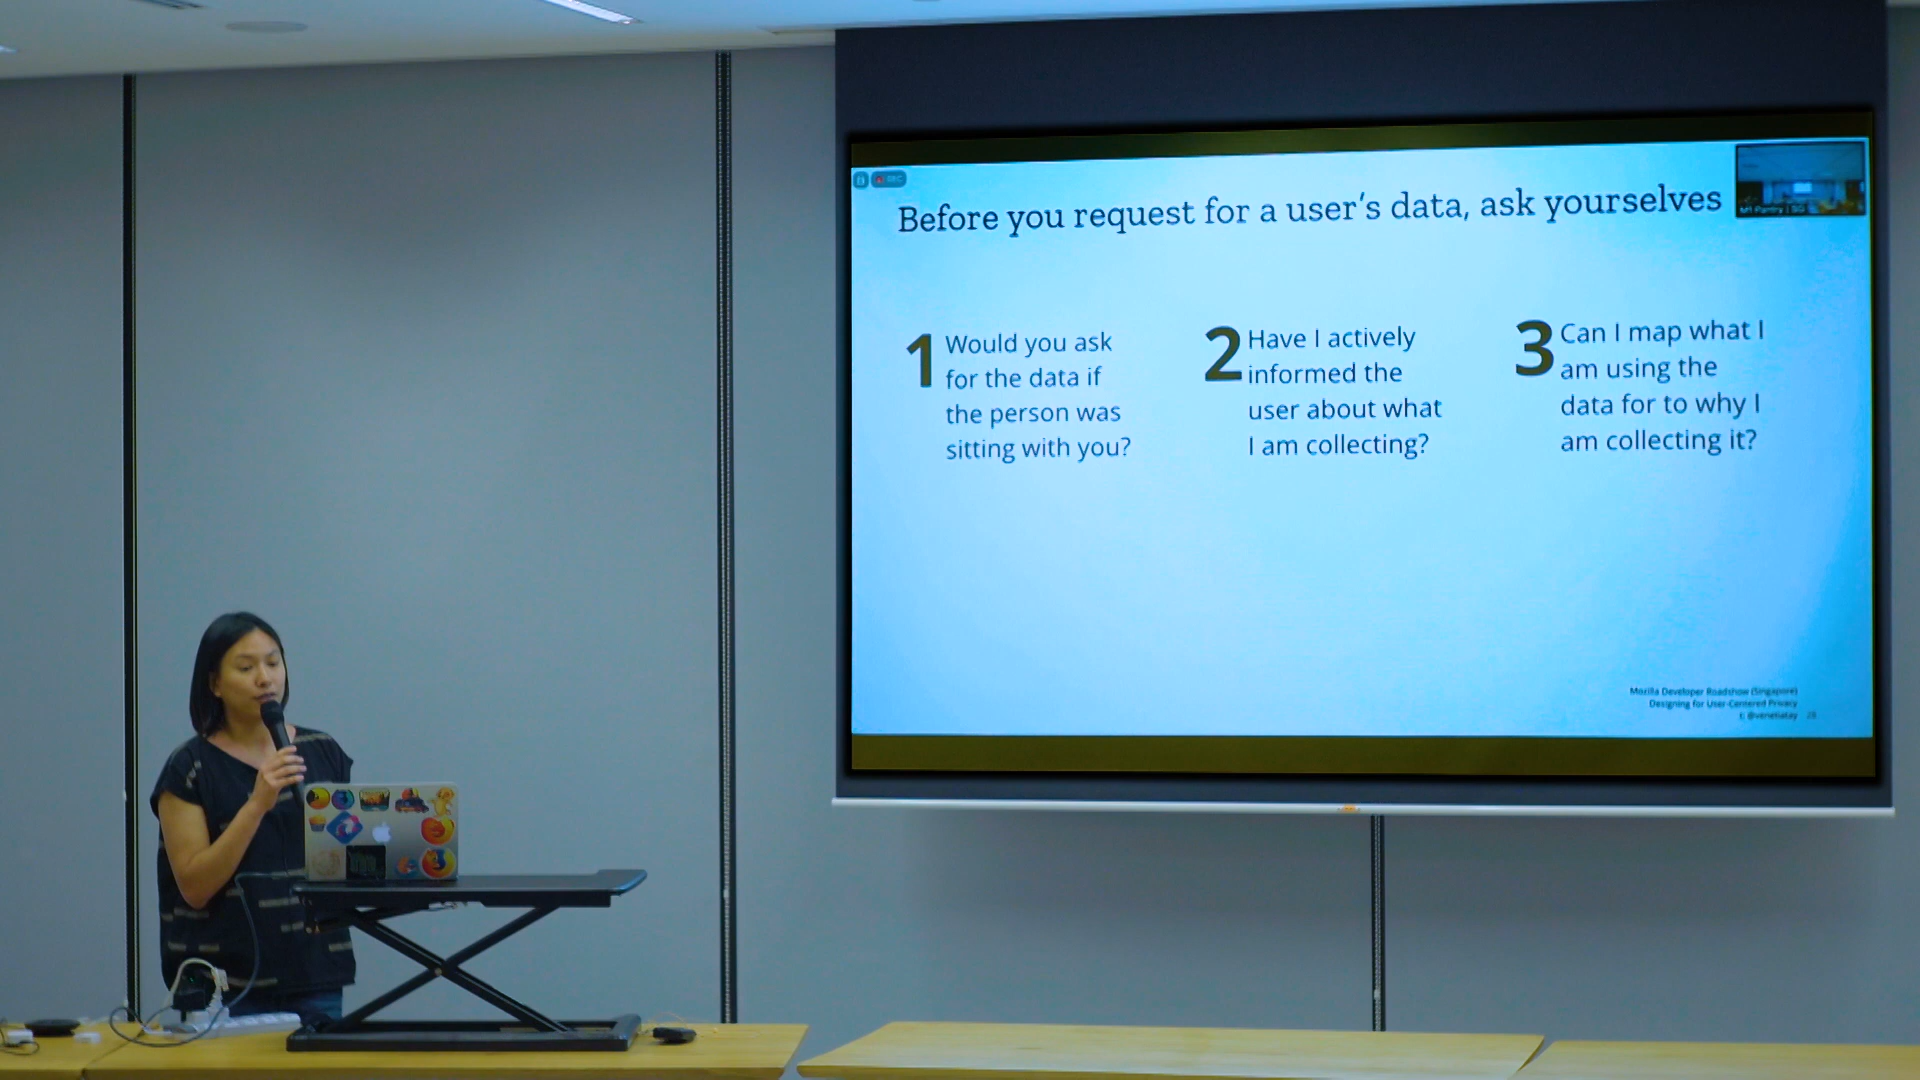 REC
Before you request for a user's data, ask yourselves
1
Would you ask
for the data if
the person was
sitting with you?
2
Have I actively
informed the
user about what
I am collecting?
3
Can I map what I
am using the
data for to why I
am collecting it?
Mozilla Developer Roadshow (Singapore)
Designing for User-Centered Privacy